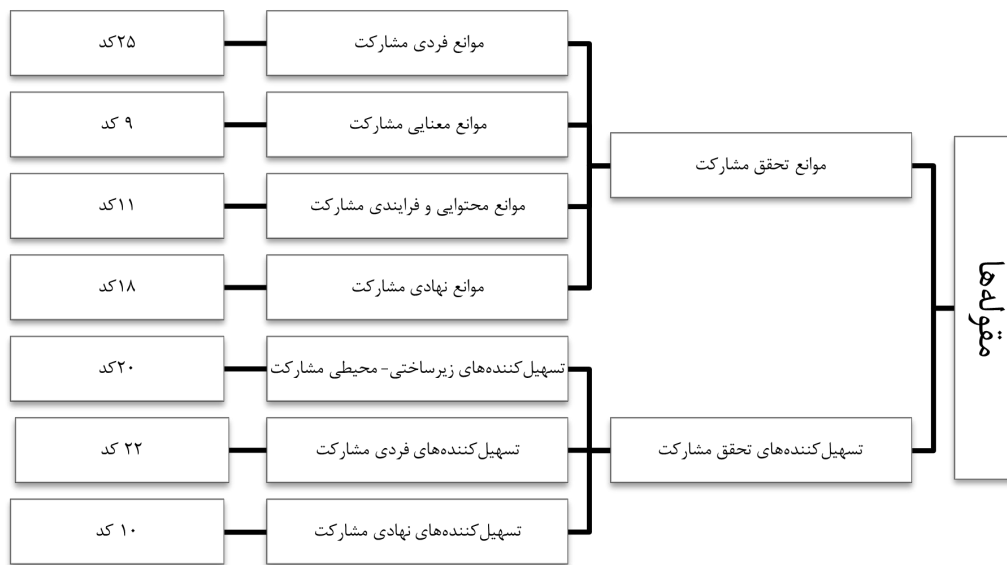 مقوله‌ها
موانع تحقق مشارکت
موانع فردی مشارکت
۲۵کد
موانع معنایی مشارکت
۹ کد
موانع محتوایی و فرایندی مشارکت
۱۱کد
موانع نهادی مشارکت
۱۸کد
تسهیل‌کننده‌های تحقق مشارکت
تسهیل‌کننده‌های زیرساختی- محیطی مشارکت
۲۰کد
تسهیل‌کننده‌های فردی مشارکت
۲۲ کد
تسهیل‌کننده‌های نهادی مشارکت
۱۰ کد